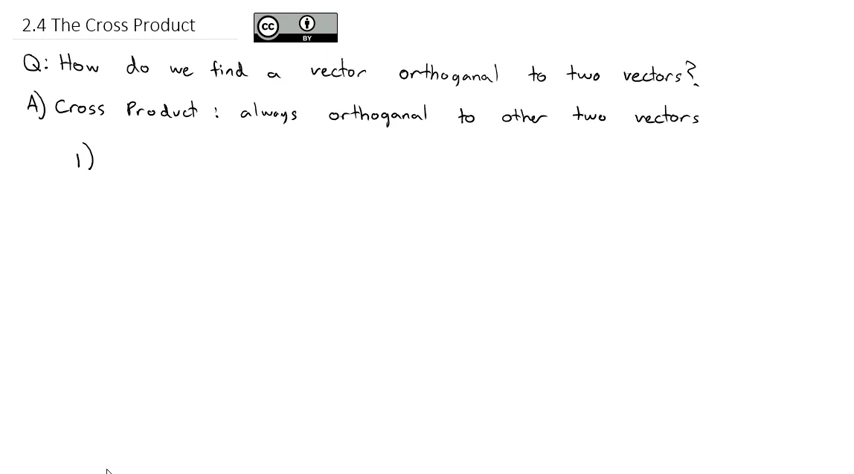 2.4 The Cross Product
cc BY
Q: How do we find a vector orthoganal to two vectors?
A) Cross Product : always orthoganal to other two vectors
1)